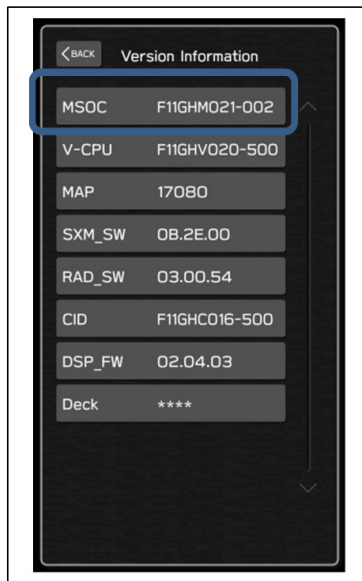 BACK Version Information
MSOC F11GHM021-002
V-CPU F11GHV020-500
MAP 17080
SXM_SW 0B.2E.00
RAD_SW 03.00.54
CID F11GHC016-500
DSP_FW 02.04.03
Deck ****